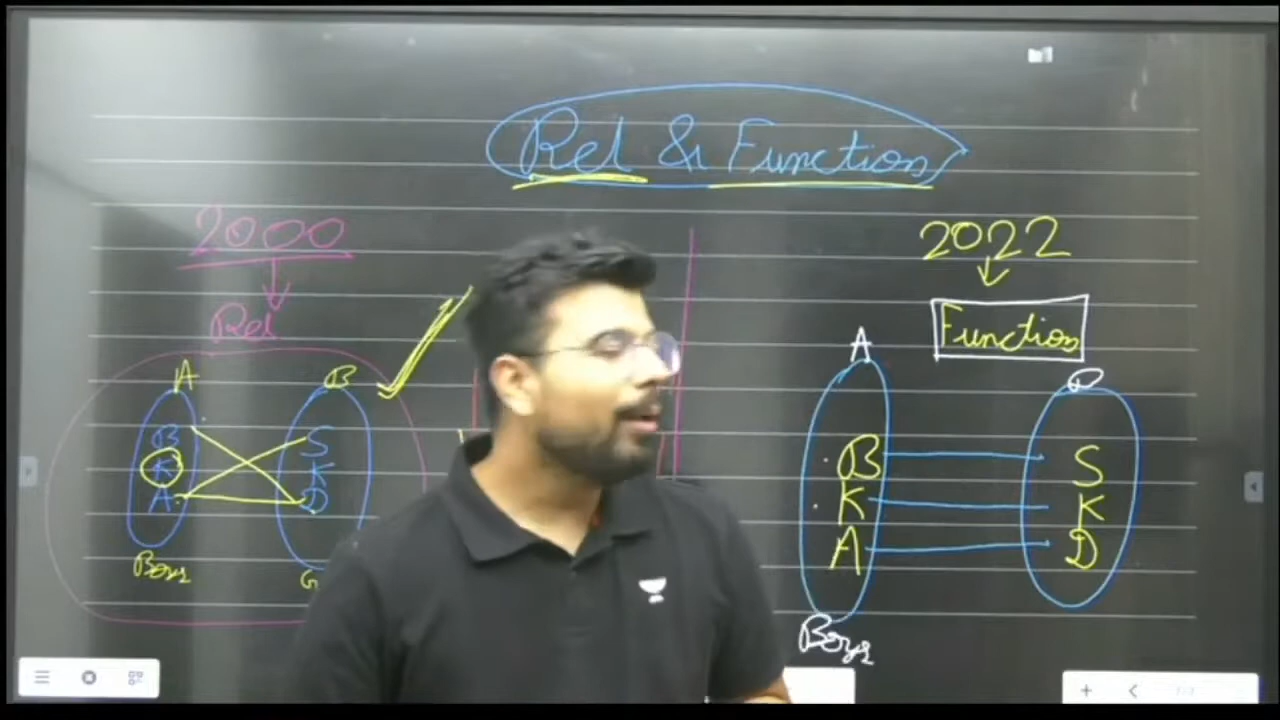 Rel & Function
2000
Rel
A B
B S
K K
A D
Boys G
2022
Function
A
B S
K K
A D
Boys